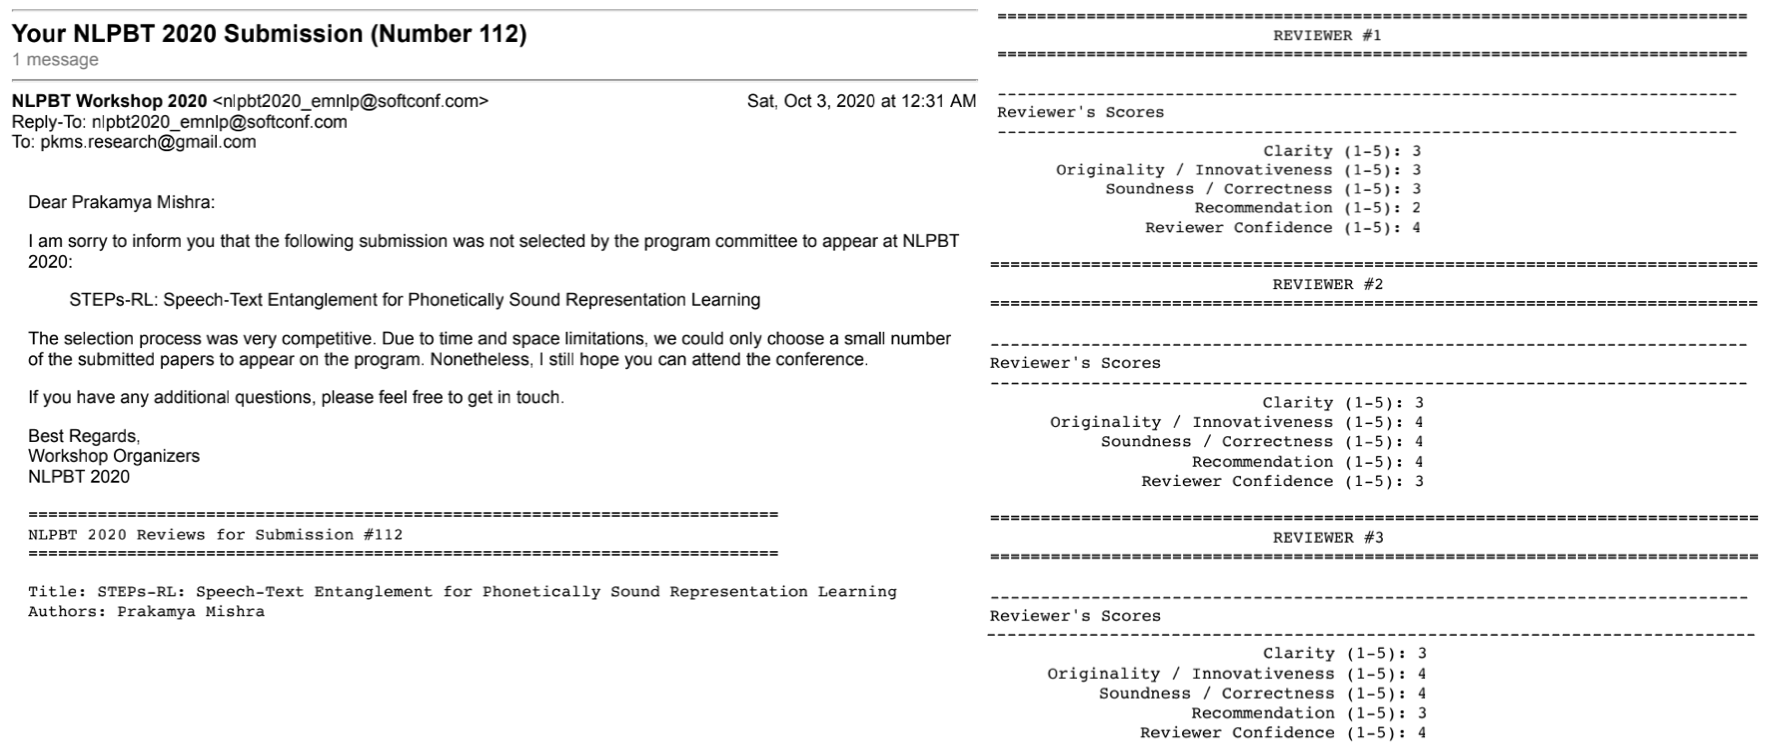 Your NLPBT 2020 Submission (Number 112)
1 message
NLPBT Workshop 2020 <nlpbt2020_emnlp@softconf.com> Sat, Oct 3, 2020 at 12:31 AM
Reply-To: nlpbt2020_emnlp@softconf.com
To: pkms.research@gmail.com
Dear Prakamya Mishra:
I am sorry to inform you that the following submission was not selected by the program committee to appear at NLPBT
2020:
STEPs-RL: Speech-Text Entanglement for Phonetically Sound Representation Learning
The selection process was very competitive. Due to time and space limitations, we could only choose a small number
of the submitted papers to appear on the program. Nonetheless, I still hope you can attend the conference.
If you have any additional questions, please feel free to get in touch.
Best Regards,
Workshop Organizers
NLPBT 2020
============================================================================
NLPBT 2020 Reviews for Submission #112
============================================================================
Title: STEPs-RL: Speech-Text Entanglement for Phonetically Sound Representation Learning
Authors: Prakamya Mishra
============================================================================
REVIEWER #1
============================================================================
---------------------------------------------------------------------------
Reviewer's Scores
---------------------------------------------------------------------------
Clarity (1-5): 3
Originality / Innovativeness (1-5): 3
Soundness / Correctness (1-5): 3
Recommendation (1-5): 2
Reviewer Confidence (1-5): 4
============================================================================
REVIEWER #2
============================================================================
---------------------------------------------------------------------------
Reviewer's Scores
---------------------------------------------------------------------------
Clarity (1-5): 3
Originality / Innovativeness (1-5): 4
Soundness / Correctness (1-5): 4
Recommendation (1-5): 4
Reviewer Confidence (1-5): 3
============================================================================
REVIEWER #3
============================================================================
---------------------------------------------------------------------------
Reviewer's Scores
---------------------------------------------------------------------------
Clarity (1-5): 3
Originality / Innovativeness (1-5): 4
Soundness / Correctness (1-5): 4
Recommendation (1-5): 3
Reviewer Confidence (1-5): 4